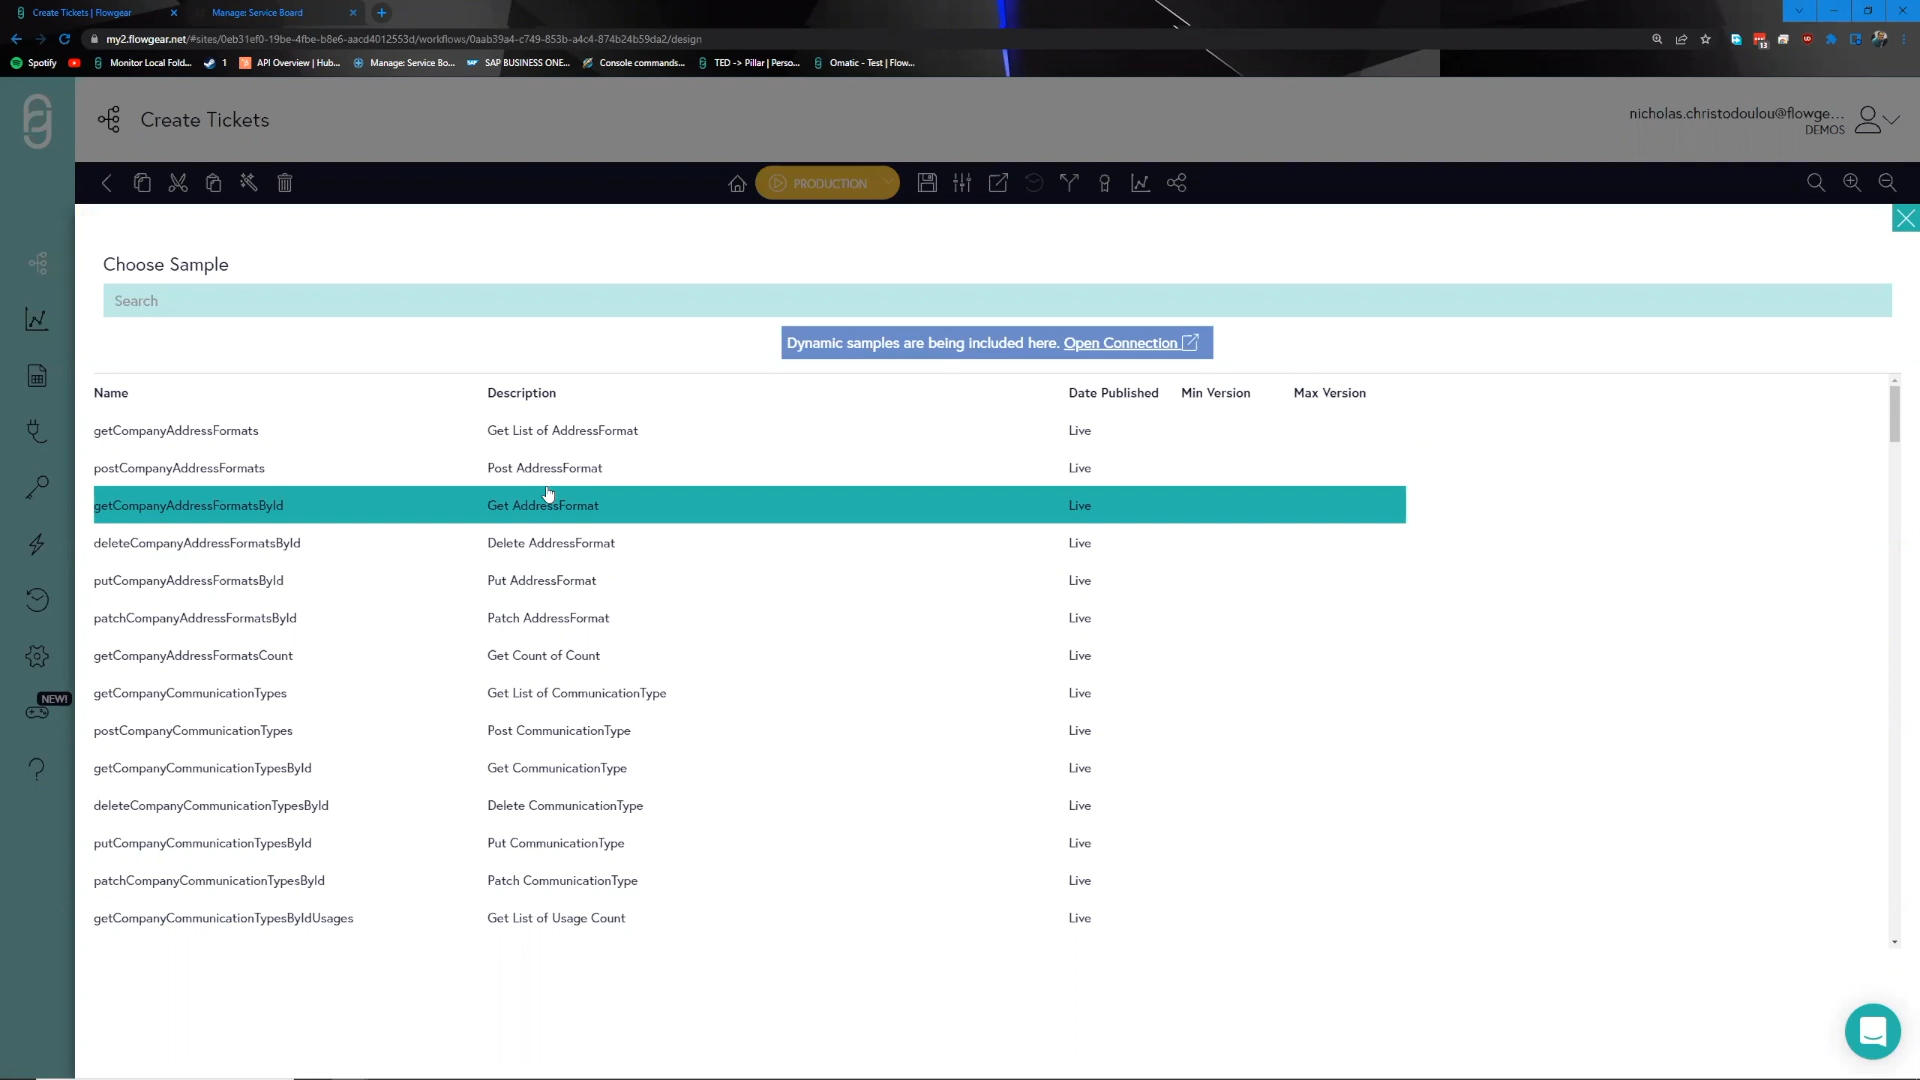 Create Tickets | Flowgear
Manage: Service Board
my2.flowgear.net/#sites/0eb31ef0-19be-4fbe-b8e6-aacd4012553d/workflows/0aab39a4-c749-853b-a4c4-874b24b59da2/design
13
Spotify
Monitor Local Fold...
1
API Overview | Hub...
Manage: Service Bo...
SAP BUSINESS ONE...
Console commands...
TED -> Pillar | Perso...
Omatic - Test | Flow...
Create Tickets
nicholas.christodoulou@flowge...
DEMOS
PRODUCTION
Choose Sample
Search
Dynamic samples are being included here. Open Connection
Name Description Date Published Min Version Max Version
getCompanyAddressFormats Get List of AddressFormat Live
postCompanyAddressFormats Post AddressFormat Live
getCompanyAddressFormatsById Get AddressFormat Live
deleteCompanyAddressFormatsById Delete AddressFormat Live
putCompanyAddressFormatsById Put AddressFormat Live
patchCompanyAddressFormatsById Patch AddressFormat Live
getCompanyAddressFormatsCount Get Count of Count Live
getCompanyCommunicationTypes Get List of CommunicationType Live
NEW!
postCompanyCommunicationTypes Post CommunicationType Live
getCompanyCommunicationTypesById Get CommunicationType Live
deleteCompanyCommunicationTypesById Delete CommunicationType Live
putCompanyCommunicationTypesById Put CommunicationType Live
patchCompanyCommunicationTypesById Patch CommunicationType Live
getCompanyCommunicationTypesByIdUsages Get List of Usage Count Live